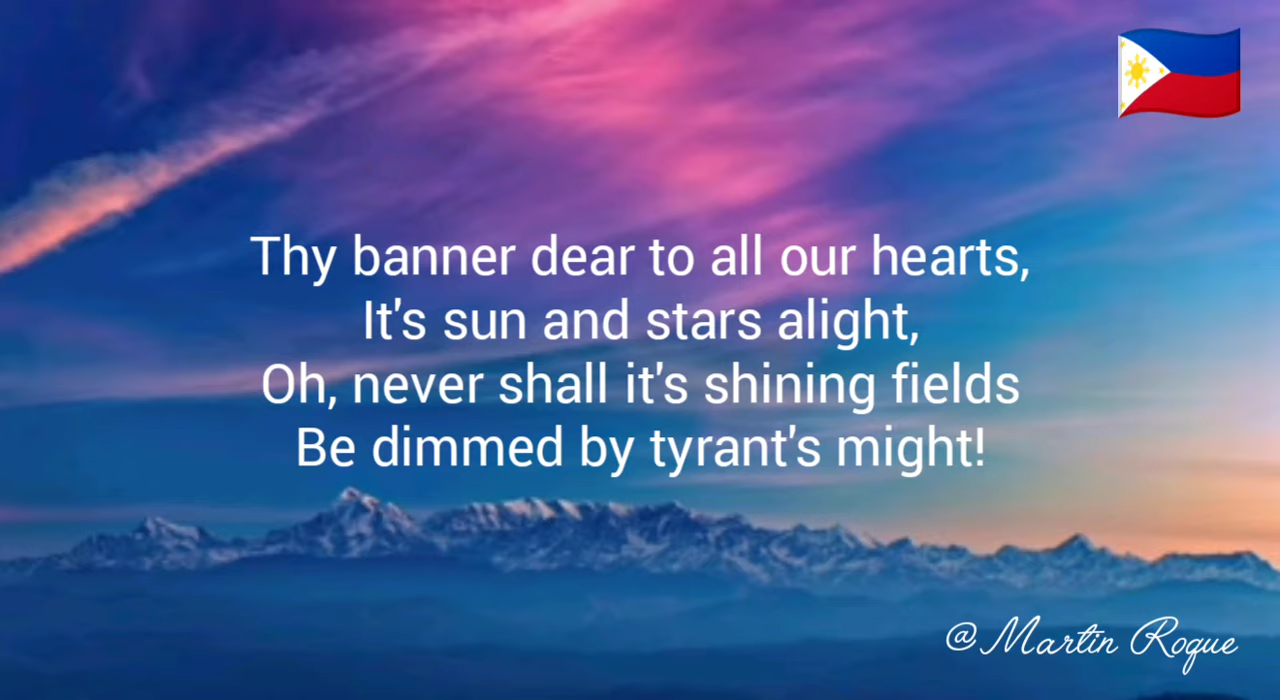 Thy banner dear to all our hearts,
It's sun and stars alight,
Oh, never shall it's shining fields
Be dimmed by tyrant's might!
@Martin Roque